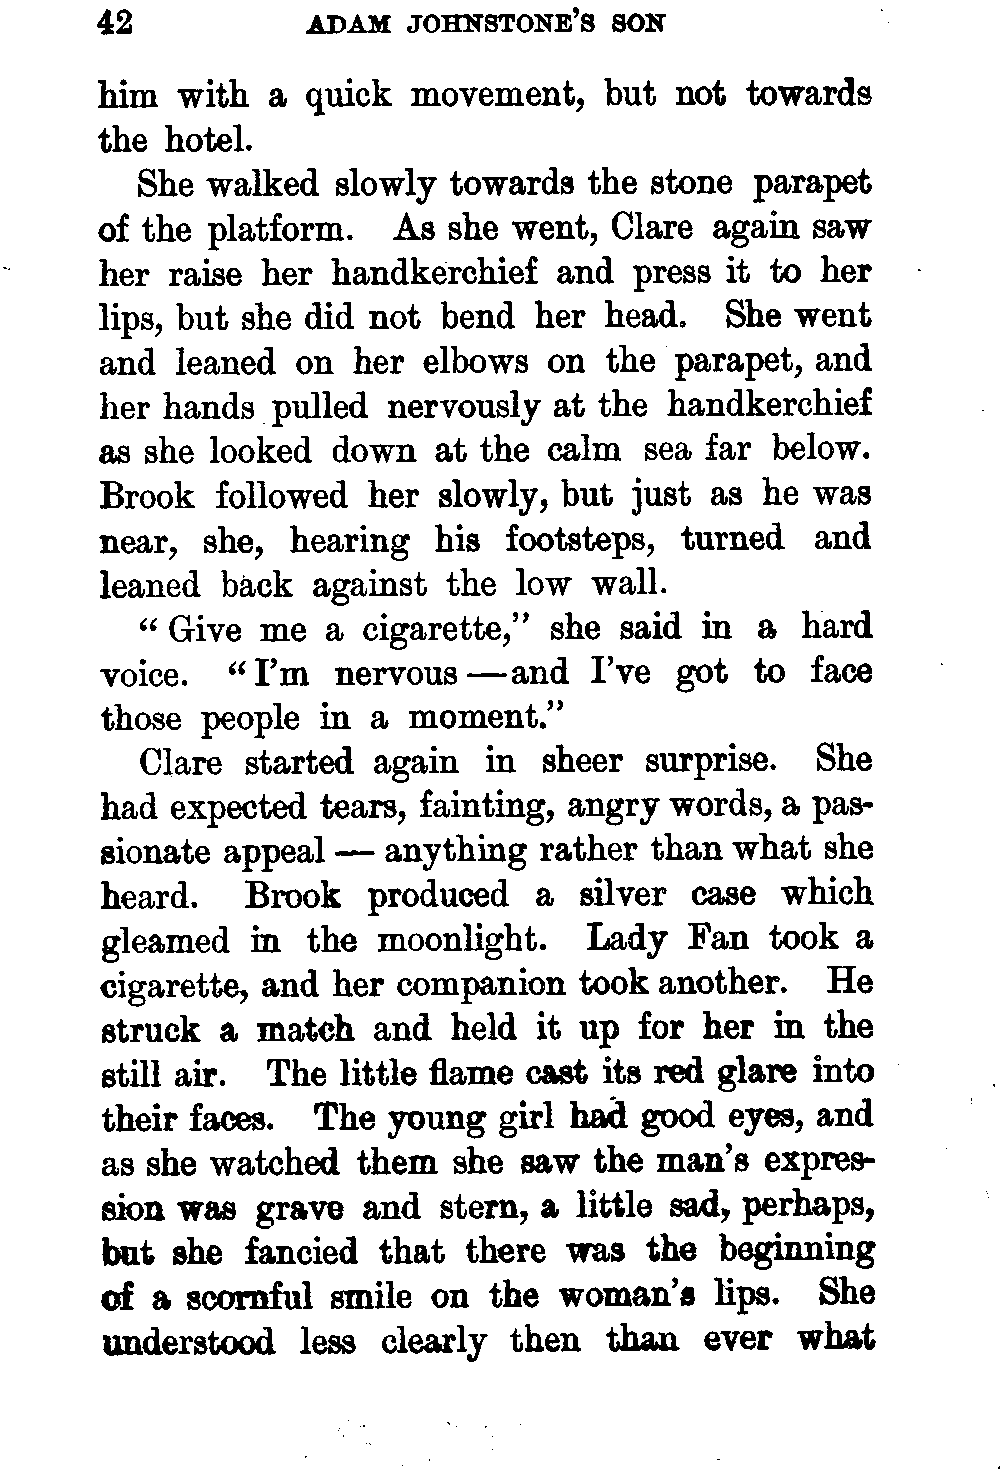 42 ADAM JOHNSTONE'S SON
him with a quick movement, but not towards
the hotel.
She walked slowly towards the stone parapet
of the platform. As she went, Clare again saw
her raise her handkerchief and press it to her
lips, but she did not bend her head. She went
and leaned on her elbows on the parapet, and
her hands pulled nervously at the handkerchief
as she looked down at the calm sea far below.
Brook followed her slowly, but just as he was
near, she, hearing his footsteps, turned and
leaned back against the low wall.
"Give me a cigarette," she said in a hard
voice. "I'm nervous — and I've got to face
those people in a moment."
Clare started again in sheer surprise. She
had expected tears, fainting, angry words, a pas-
sionate appeal — anything rather than what she
heard. Brook produced a silver case which
gleamed in the moonlight. Lady Fan took a
cigarette, and her companion took another. He
struck a match and held it up for her in the
still air. The little flame cast its red glare into
their faces. The young girl had good eyes, and
as she watched them she saw the man's expres-
sion was grave and stern, a little sad, perhaps,
but she fancied that there was the beginning
of a scornful smile on the woman's lips. She
understood less clearly then than ever what